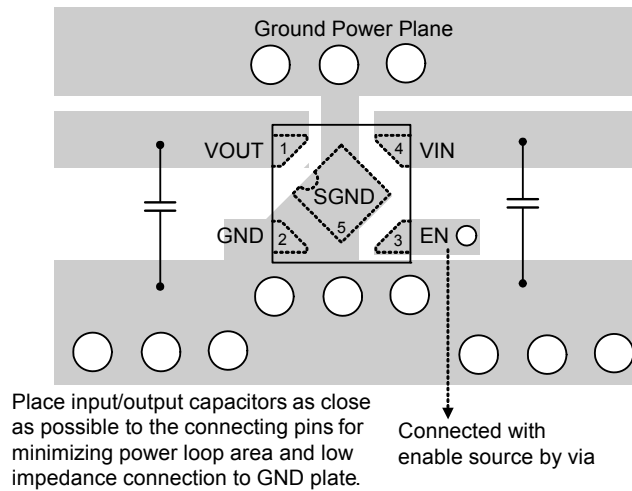 Ground Power Plane
VOUT
1
4
VIN
SGND
GND
2
5
3
EN
Place input/output capacitors as close
as possible to the connecting pins for
minimizing power loop area and low
impedance connection to GND plate.
Connected with
enable source by via